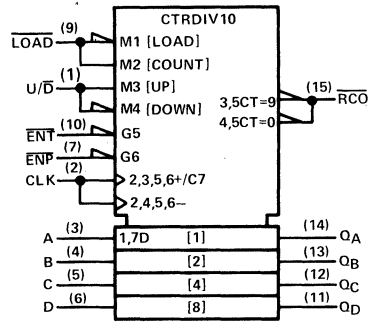 CTRDIV10
LOAD (9) M1 [LOAD]
M2 [COUNT]
U/D (1) M3 [UP] 3,5CT=9 (15) RCO
M4 [DOWN] 4,5CT=0
ENT (10) G5
ENP (7) G6
CLK (2) 2,3,5,6+/C7
2,4,5,6−
A (3) 1,7D [1] (14) QA
B (4) [2] (13) QB
C (5) [4] (12) QC
D (6) [8] (11) QD